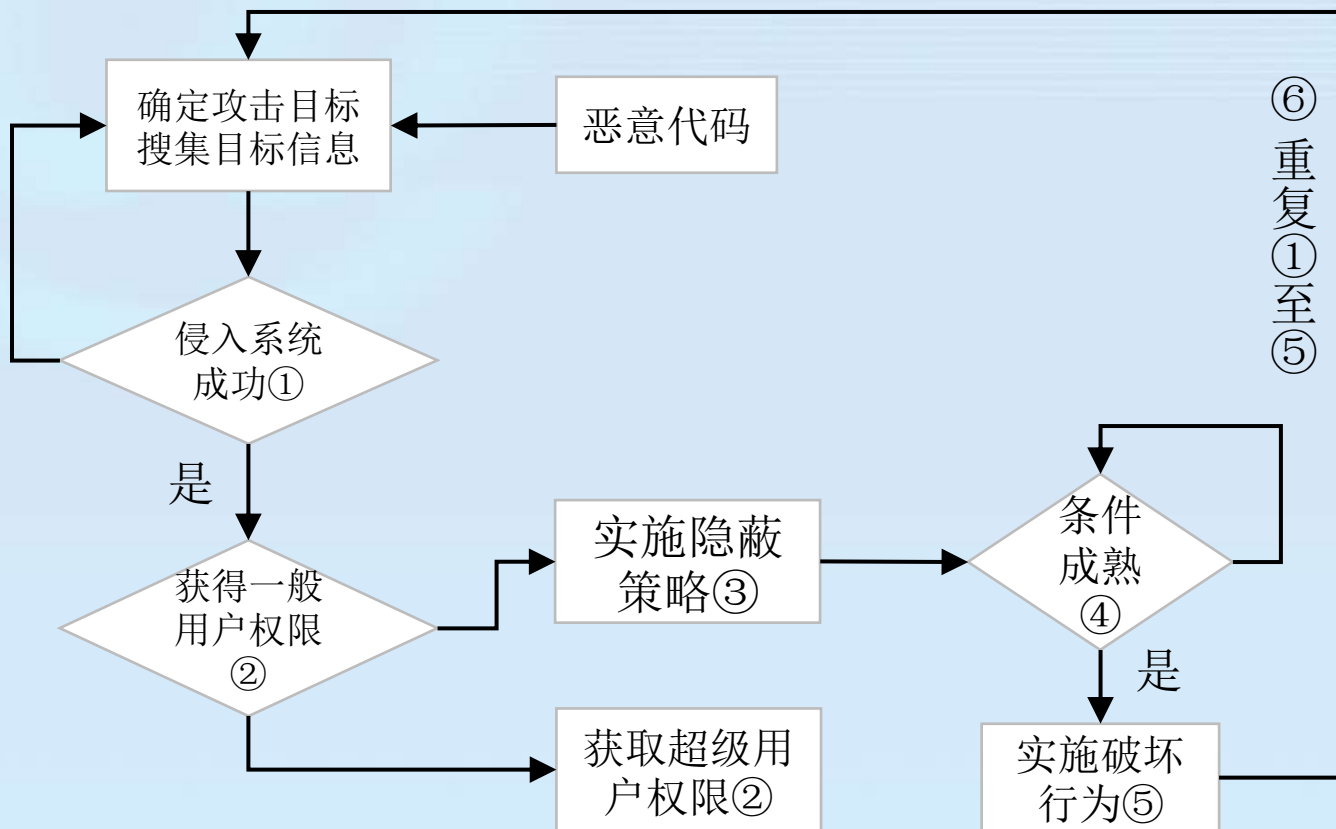 确定攻击目标
搜集目标信息
恶意代码
⑥重复①至⑤
侵入系统
成功①
是
获得一般
用户权限
②
实施隐蔽
策略③
条件
成熟
④
是
获取超级用
户权限②
实施破坏
行为⑤